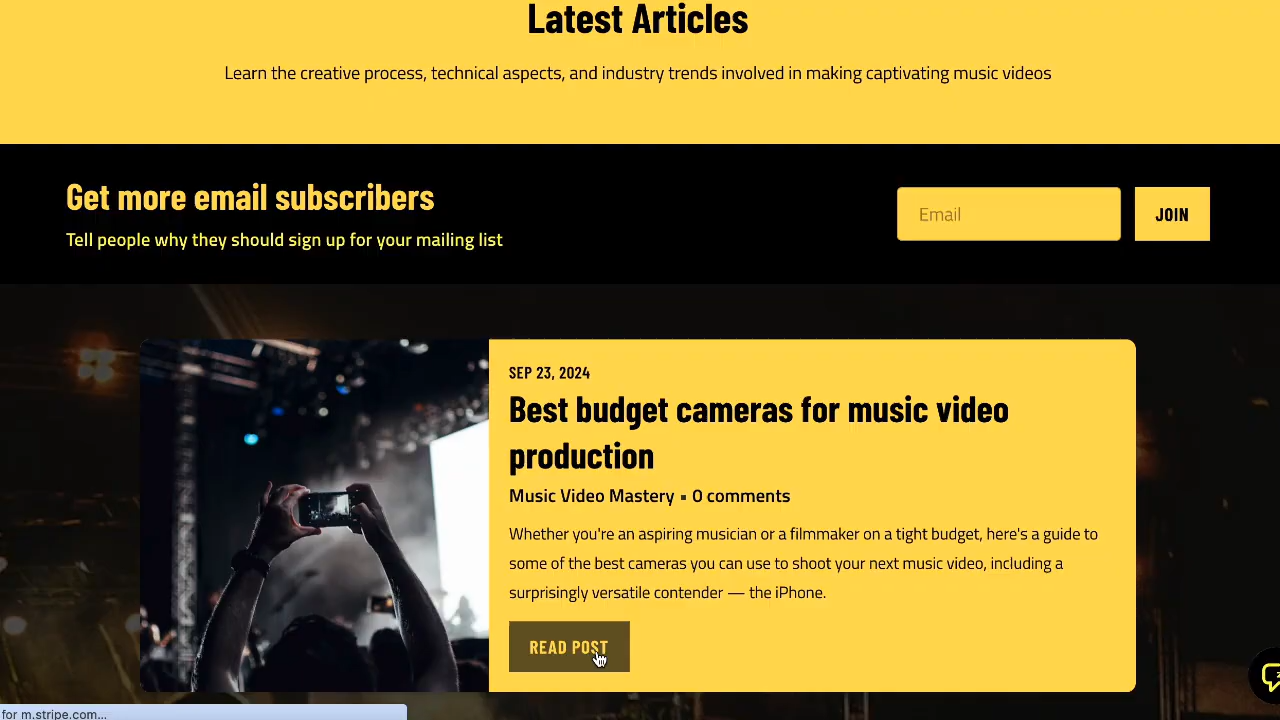 Latest Articles
Learn the creative process, technical aspects, and industry trends involved in making captivating music videos
Get more email subscribers
Tell people why they should sign up for your mailing list
Email
JOIN
SEP 23, 2024
Best budget cameras for music video
production
Music Video Mastery ▪ 0 comments
Whether you're an aspiring musician or a filmmaker on a tight budget, here's a guide to
some of the best cameras you can use to shoot your next music video, including a
surprisingly versatile contender — the iPhone.
READ POST
for m.stripe.com...